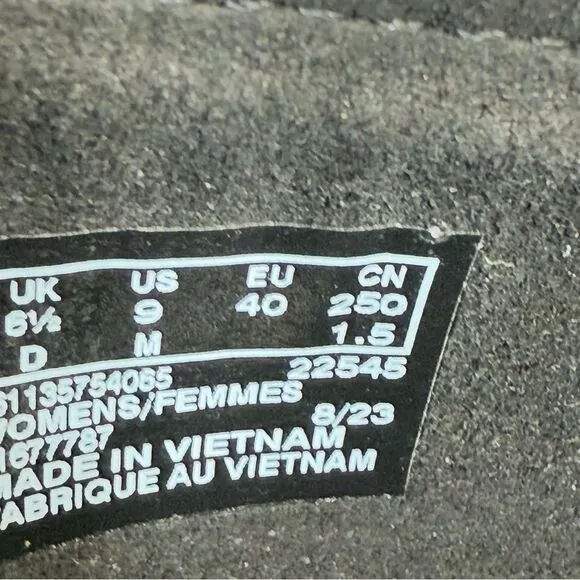 UK US EU CN
6½ 9 40 250
D M 1.5
61135754065 22545
WOMENS/FEMMES
1677787 8/23
MADE IN VIETNAM
FABRIQUE AU VIETNAM